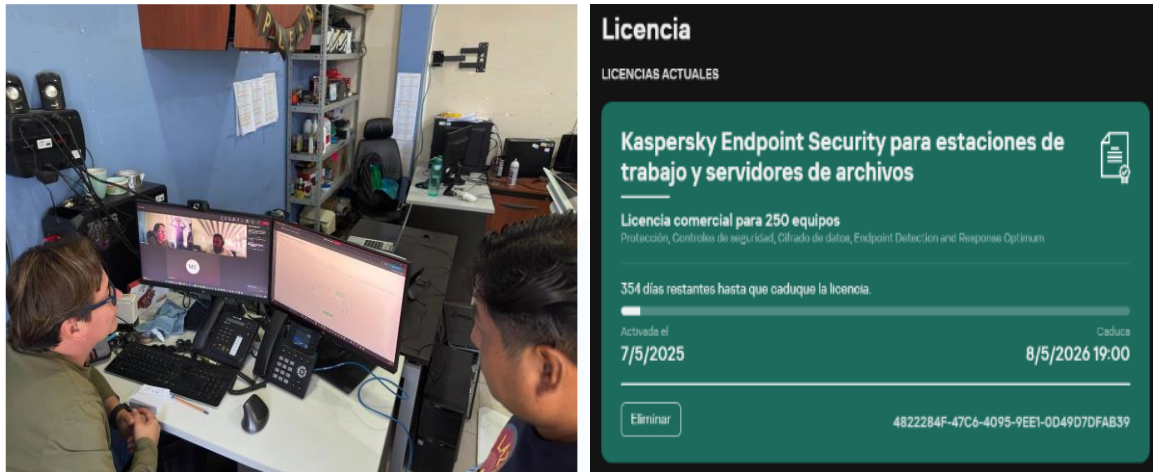 MC
Licencia
LICENCIAS ACTUALES
Kaspersky Endpoint Security para estaciones de
trabajo y servidores de archivos
Licencia comercial para 250 equipos
Protección, Controles de seguridad, Cifrado de datos, Endpoint Detection and Response Optimum
354 días restantes hasta que caduque la licencia.
Activada el
Caduca
7/5/2025
8/5/2026 19:00
Eliminar
4822284F-47C6-4095-9EE1-0D49D7DFAB39